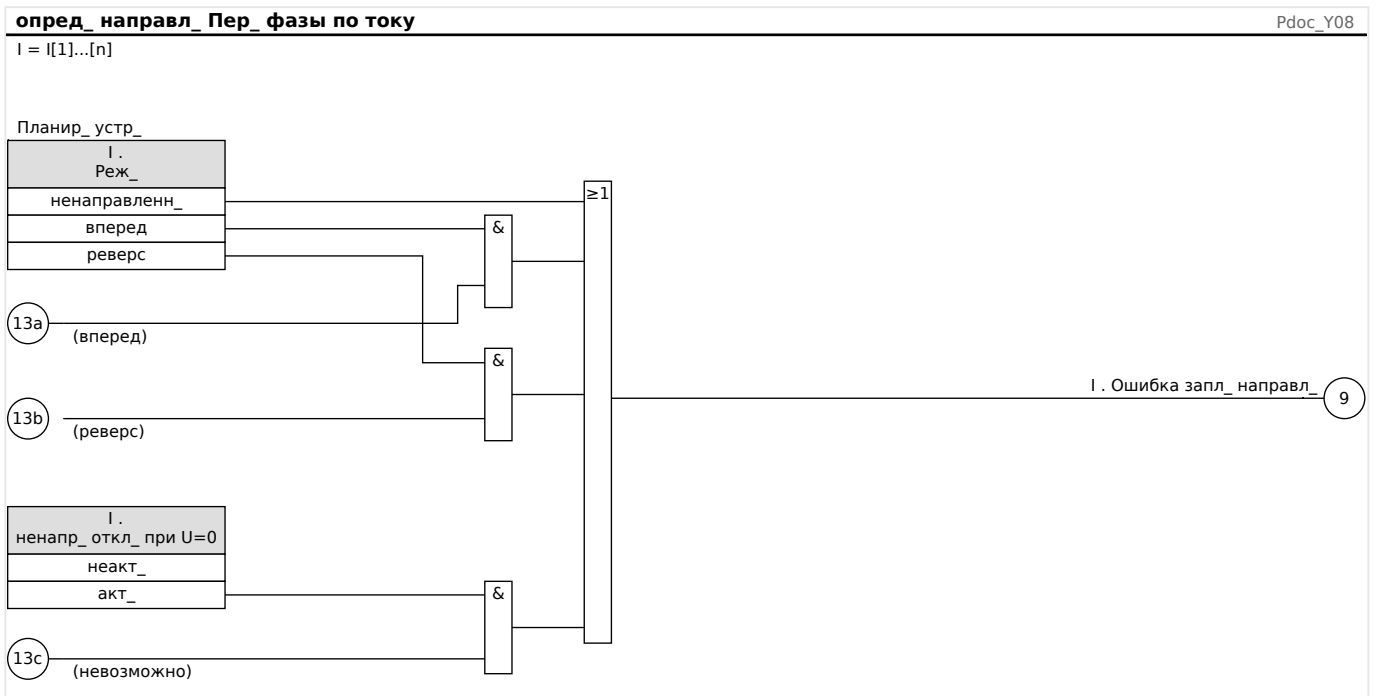 опред_ направл_ Пер_ фазы по току
Pdoc_Y08
I = I[1]...[n]
Планир_ устр_
I .
Реж_
ненаправленн_
вперед
реверс
≥1
&
13a
(вперед)
&
13b
(реверс)
I . Ошибка запл_ направл_
9
I .
ненапр_ откл_ при U=0
неакт_
акт_
&
13c
(невозможно)